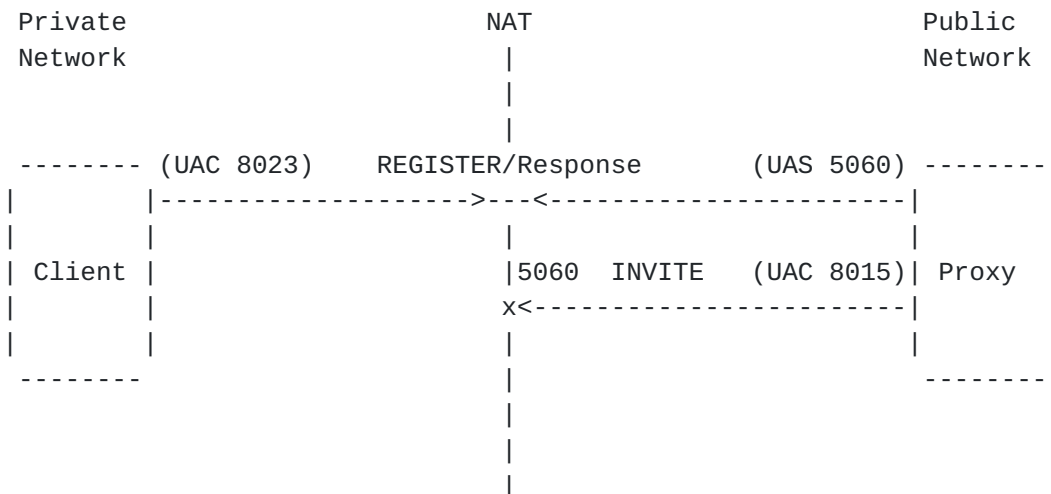 Private NAT Public
Network | Network
|
|
-------- (UAC 8023) REGISTER/Response (UAS 5060) --------
| |--------------------->---<-----------------------|
| | | |
| Client | |5060 INVITE (UAC 8015)| Proxy
| | x<------------------------|
| | | |
-------- | --------
|
|
|